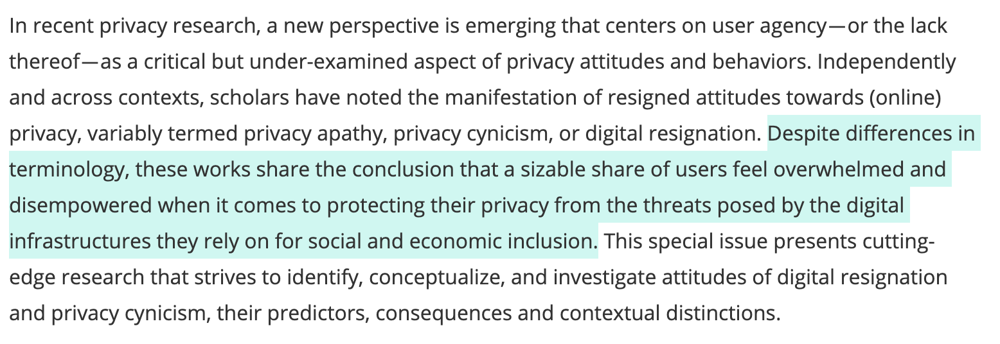 In recent privacy research, a new perspective is emerging that centers on user agency—or the lack
thereof—as a critical but under-examined aspect of privacy attitudes and behaviors. Independently
and across contexts, scholars have noted the manifestation of resigned attitudes towards (online)
privacy, variably termed privacy apathy, privacy cynicism, or digital resignation. Despite differences in
terminology, these works share the conclusion that a sizable share of users feel overwhelmed and
disempowered when it comes to protecting their privacy from the threats posed by the digital
infrastructures they rely on for social and economic inclusion. This special issue presents cutting-
edge research that strives to identify, conceptualize, and investigate attitudes of digital resignation
and privacy cynicism, their predictors, consequences and contextual distinctions.